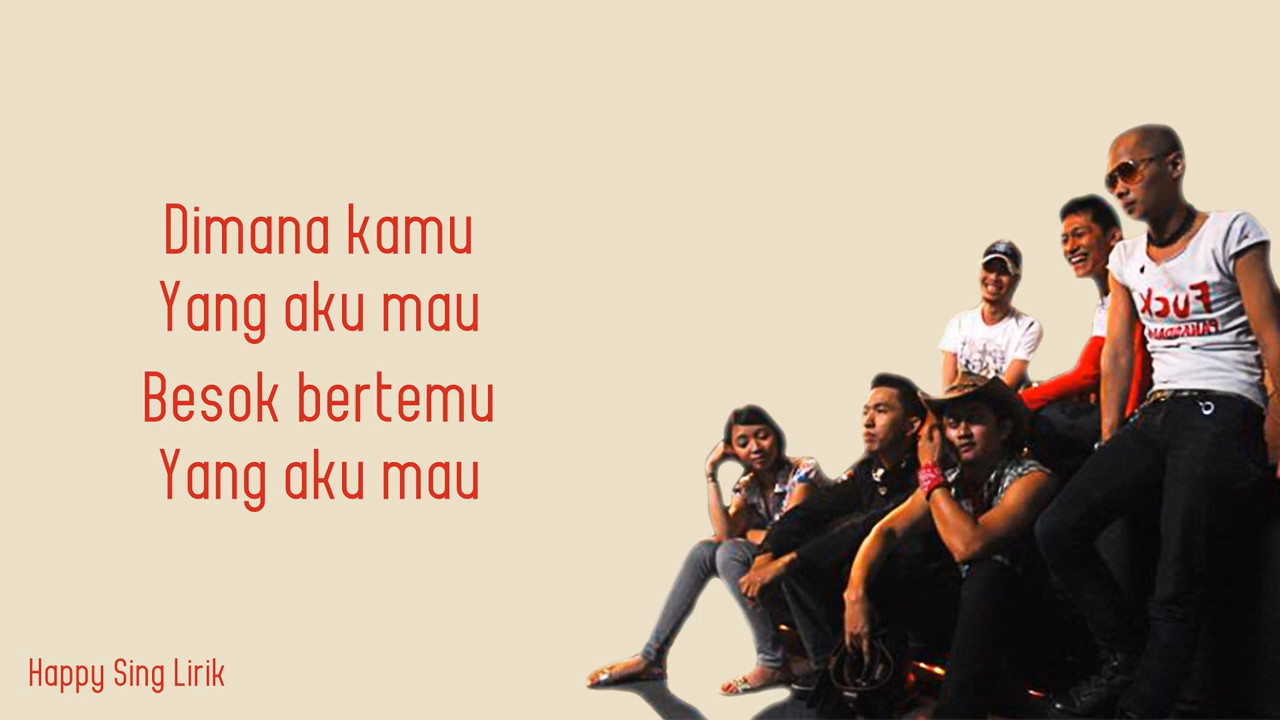 Dimana kamu
Yang aku mau
Besok bertemu
Yang aku mau
Happy Sing Lirik
Fuck